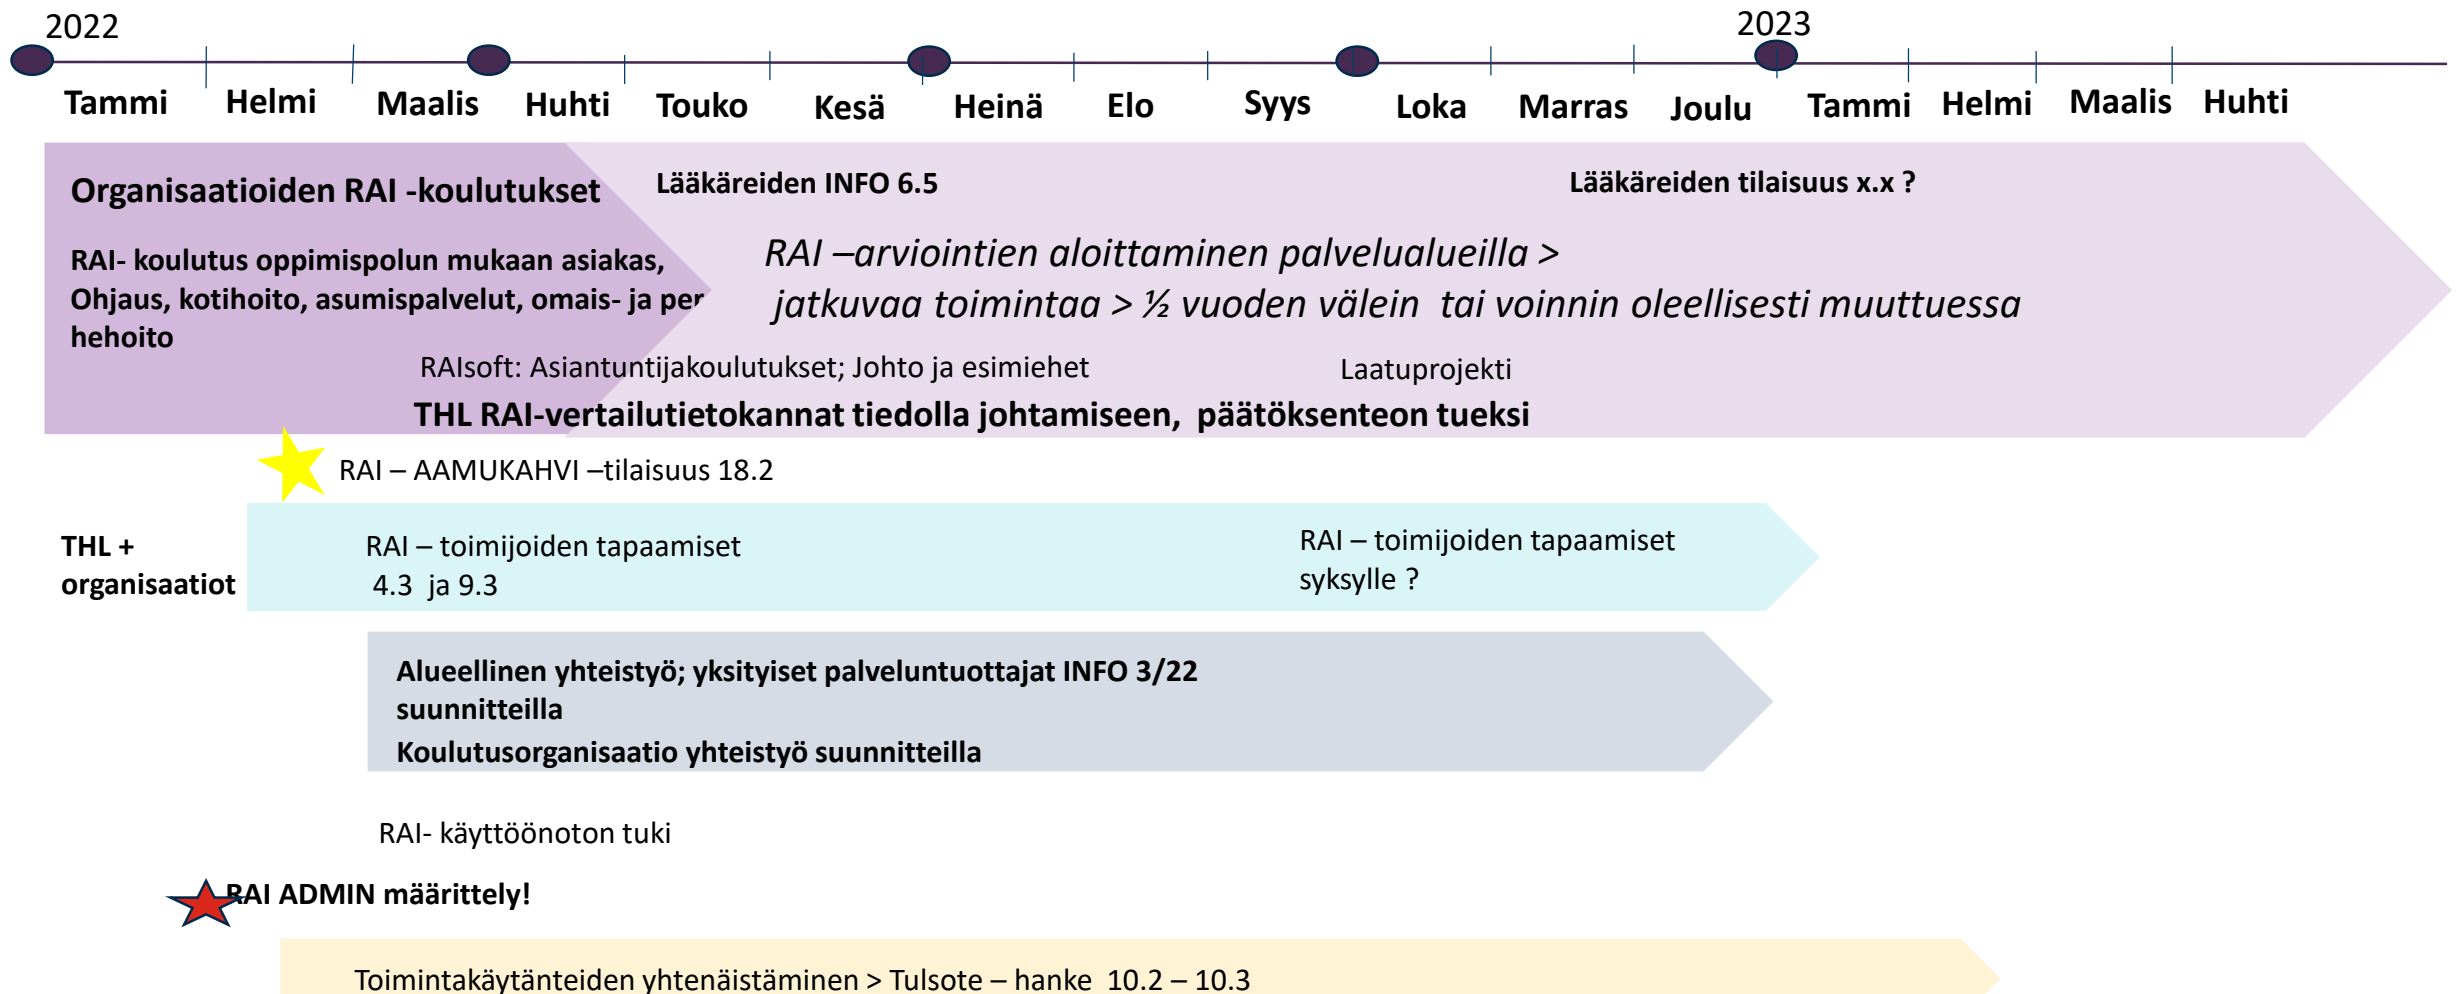 2022
2023
Tammi Helmi Maalis Huhti Touko Kesä Heinä Elo Syys Loka Marras Joulu Tammi Helmi Maalis Huhti
Organisaatioiden RAI -koulutukset
Lääkäreiden INFO 6.5
Lääkäreiden tilaisuus x.x ?
RAI- koulutus oppimispolun mukaan asiakas,
Ohjaus, kotihoito, asumispalvelut, omais- ja per
hehoito
RAI –arviointien aloittaminen palvelualueilla >
jatkuvaa toimintaa > ½ vuoden välein tai voinnin oleellisesti muuttuessa
RAIsoft: Asiantuntijakoulutukset; Johto ja esimiehet
Laatuprojekti
THL RAI-vertailutietokannat tiedolla johtamiseen, päätöksenteon tueksi
RAI – AAMUKAHVI –tilaisuus 18.2
THL +
organisaatiot
RAI – toimijoiden tapaamiset
4.3 ja 9.3
RAI – toimijoiden tapaamiset
syksylle ?
Alueellinen yhteistyö; yksityiset palveluntuottajat INFO 3/22
suunnitteilla
Koulutusorganisaatio yhteistyö suunnitteilla
RAI- käyttöönoton tuki
RAI ADMIN määrittely!
Toimintakäytänteiden yhtenäistäminen > Tulsote – hanke 10.2 – 10.3